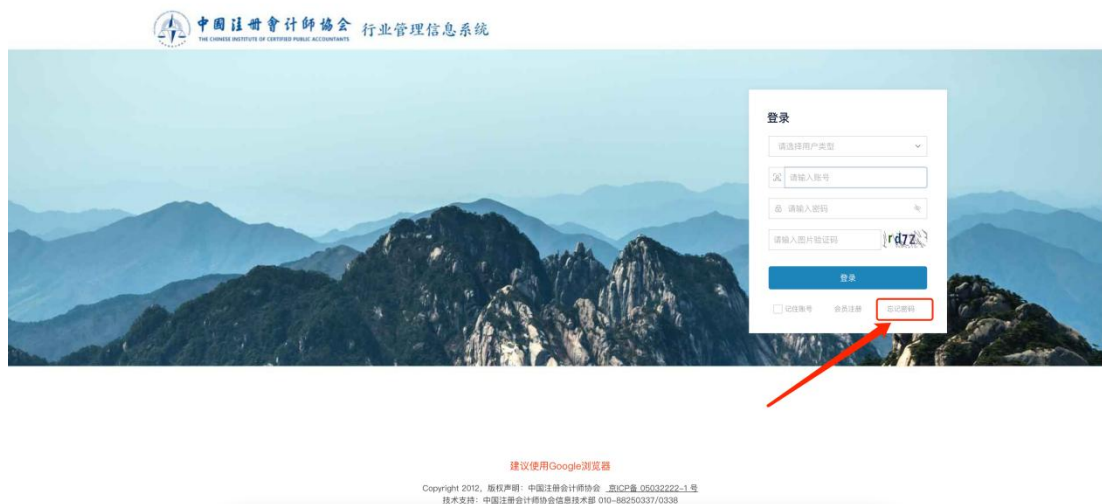 中国注册会计师协会 行业管理信息系统
THE CHINESE INSTITUTE OF CERTIFIED PUBLIC ACCOUNTANTS
登录
请选择用户类型
请输入账号
请输入密码
请输入图片验证码 rd7z
登录
记住账号 会员注册 忘记密码
建议使用Google浏览器
Copyright 2012，版权声明：中国注册会计师协会 京ICP备 05032222-1号
技术支持：中国注册会计师协会信息技术部 010-88250337/0338